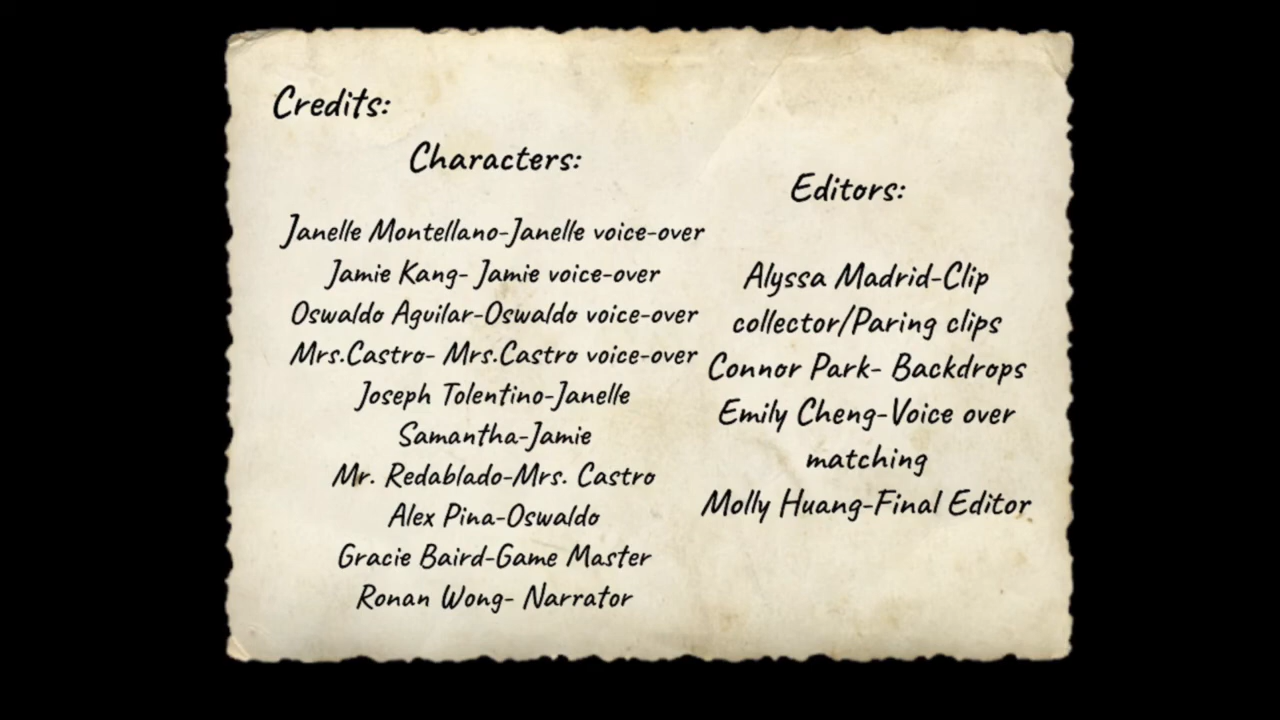 Credits:
Characters:
Janelle Montellano-Janelle voice-over
Jamie Kang- Jamie voice-over
Oswaldo Aguilar-Oswaldo voice-over
Mrs.Castro- Mrs.Castro voice-over
Joseph Tolentino-Janelle
Samantha-Jamie
Mr. Redablado-Mrs. Castro
Alex Pina-Oswaldo
Gracie Baird-Game Master
Ronan Wong- Narrator
Editors:
Alyssa Madrid-Clip
collector/Paring clips
Connor Park- Backdrops
Emily Cheng-Voice over
matching
Molly Huang-Final Editor